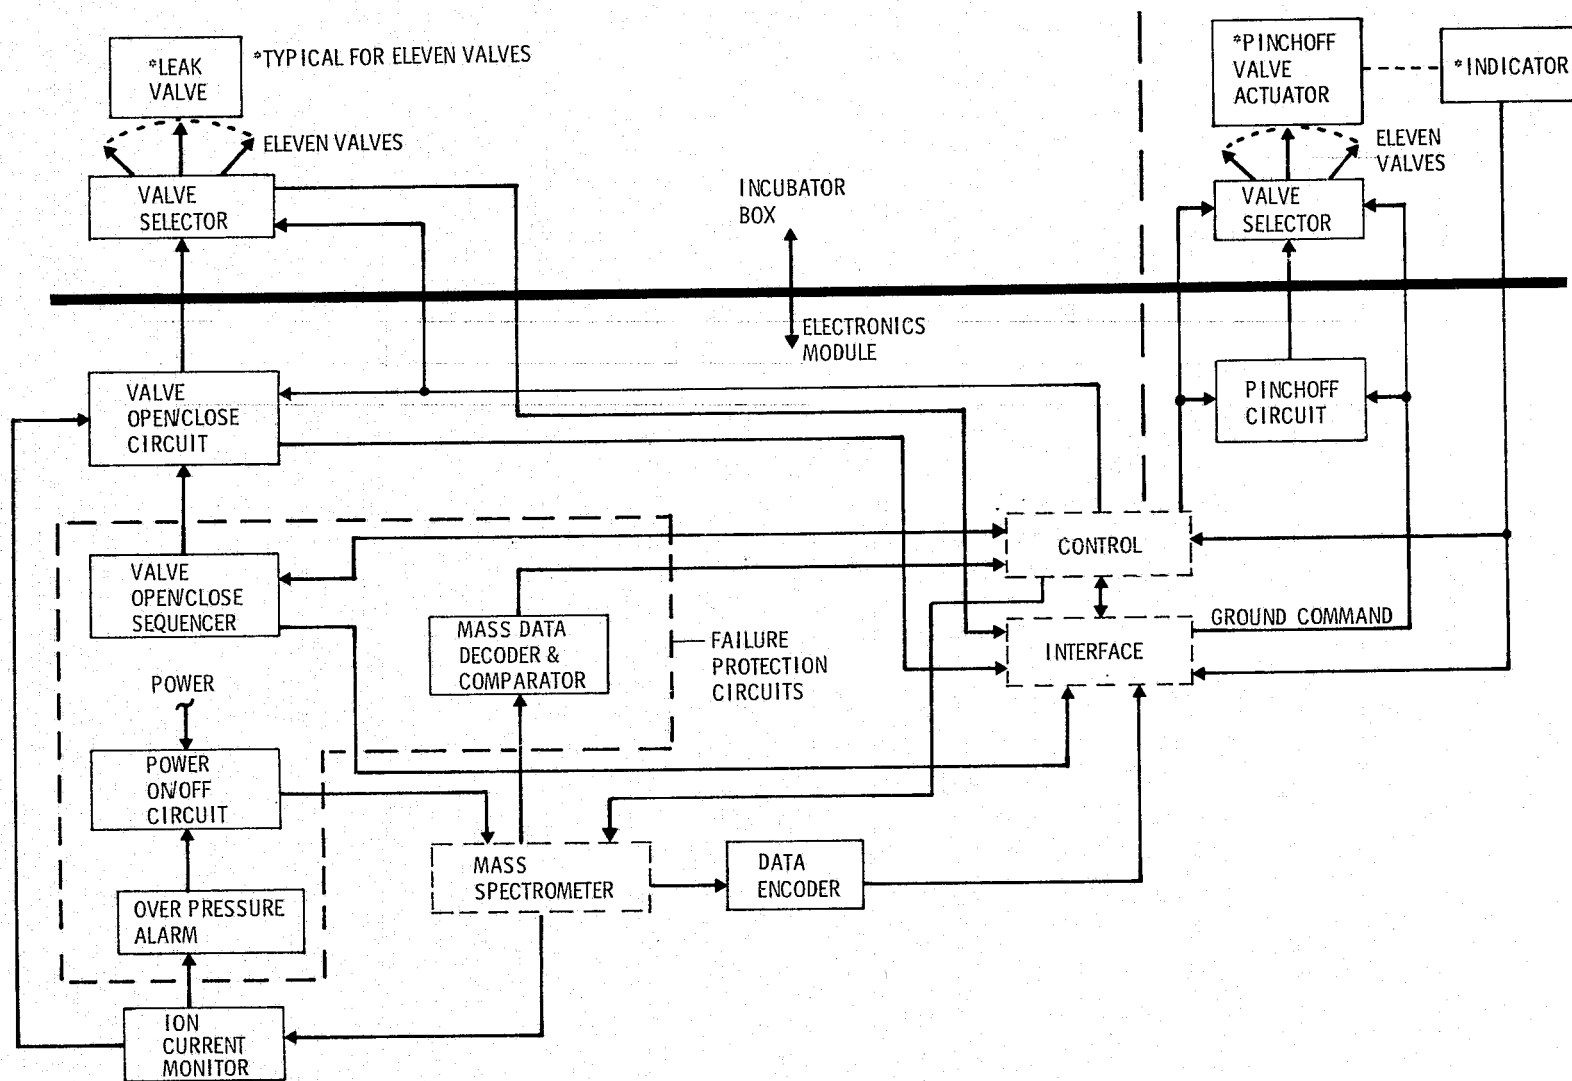 *LEAK
VALVE
*TYPICAL FOR ELEVEN VALVES
ELEVEN VALVES
VALVE
SELECTOR
INCUBATOR
BOX
ELECTRONICS
MODULE
*PINCHOFF
VALVE
ACTUATOR
*INDICATOR
ELEVEN
VALVES
VALVE
SELECTOR
PINCHOFF
CIRCUIT
VALVE
OPEN/CLOSE
CIRCUIT
VALVE
OPEN/CLOSE
SEQUENCER
MASS DATA
DECODER &
COMPARATOR
FAILURE
PROTECTION
CIRCUITS
CONTROL
INTERFACE
GROUND COMMAND
POWER
POWER
ON/OFF
CIRCUIT
OVER PRESSURE
ALARM
MASS
SPECTROMETER
DATA
ENCODER
ION
CURRENT
MONITOR